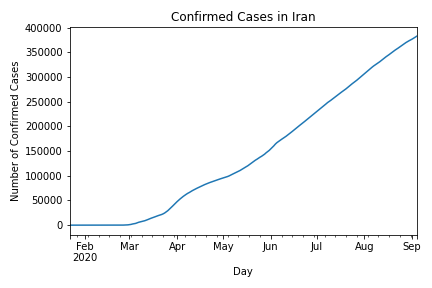 Confirmed Cases in Iran
Number of Confirmed Cases
400000
350000
300000
250000
200000
150000
100000
50000
0
Feb Mar Apr May Jun Jul Aug Sep
2020
Day